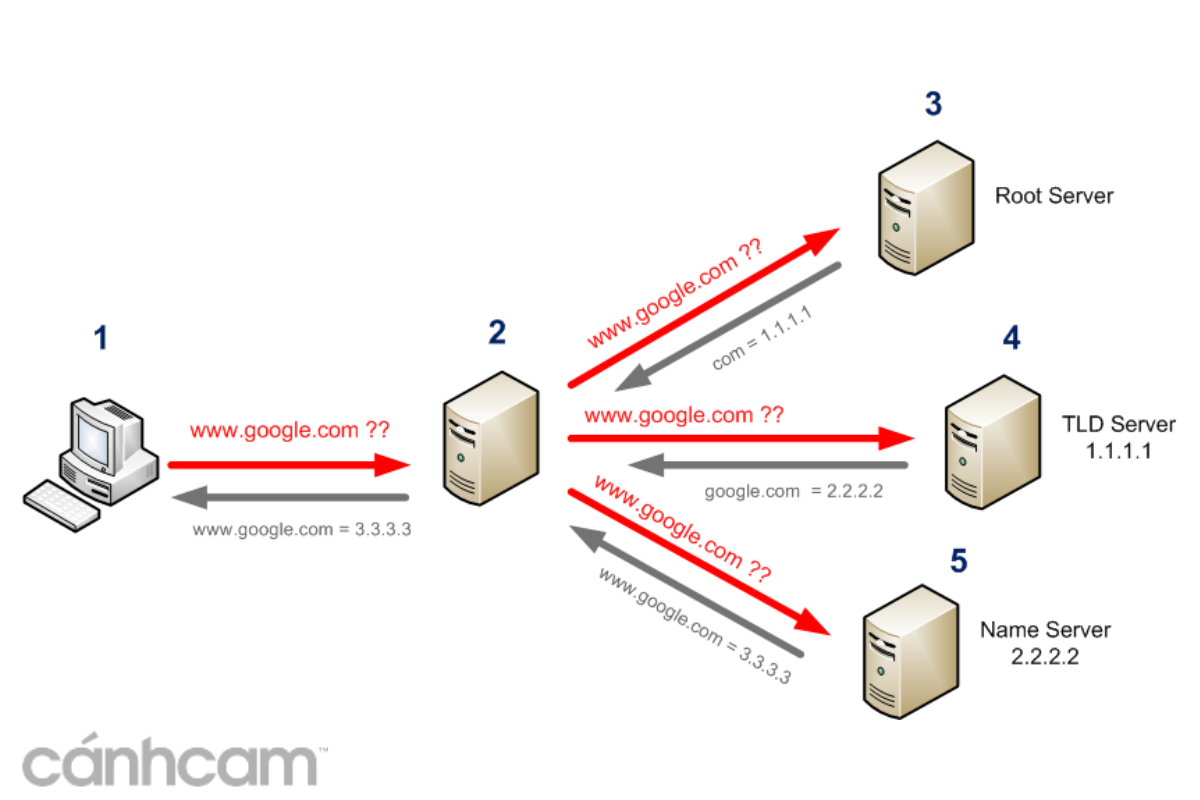 3
Root Server
www.google.com ??
com = 1.1.1.1
1
2
4
www.google.com ??
www.google.com ??
TLD Server
1.1.1.1
google.com = 2.2.2.2
www.google.com = 3.3.3.3
www.google.com ??
5
www.google.com = 3.3.3.3
Name Server
2.2.2.2
cánhcam™